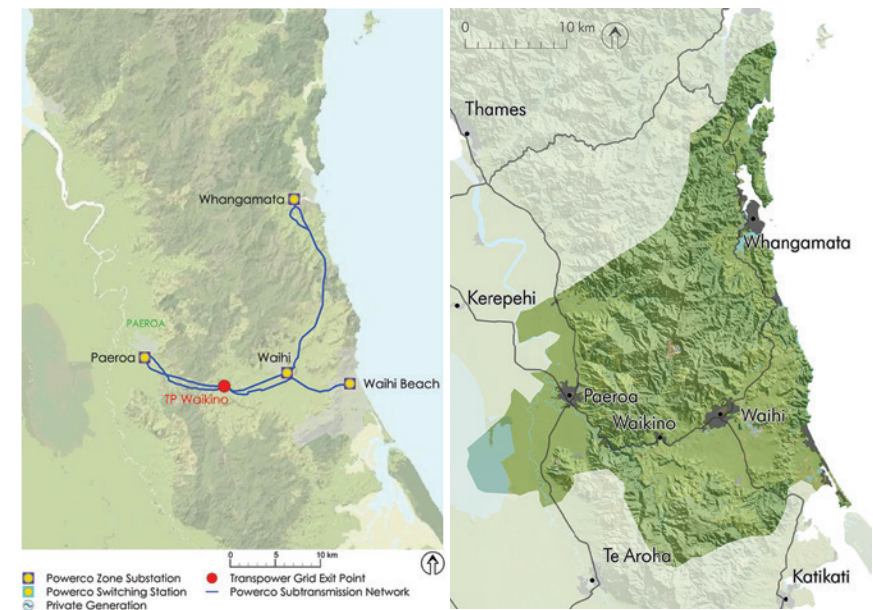 Whangamata
PAEROA
Paeroa
Waihi
Waihi Beach
TP Waikino
0 5 10 km
Powerco Zone Substation
Powerco Switching Station
Private Generation
Transpower Grid Exit Point
Powerco Subtransmission Network
0 10 km
Thames
Whangamata
Kerepehi
Paeroa
Waikino
Waihi
Te Aroha
Katikati